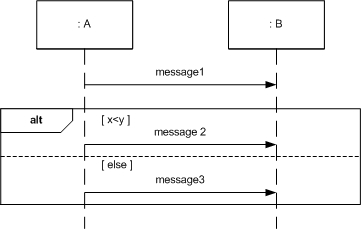 : A
: B
message1
alt
[ x<y ]
message 2
[ else ]
message3